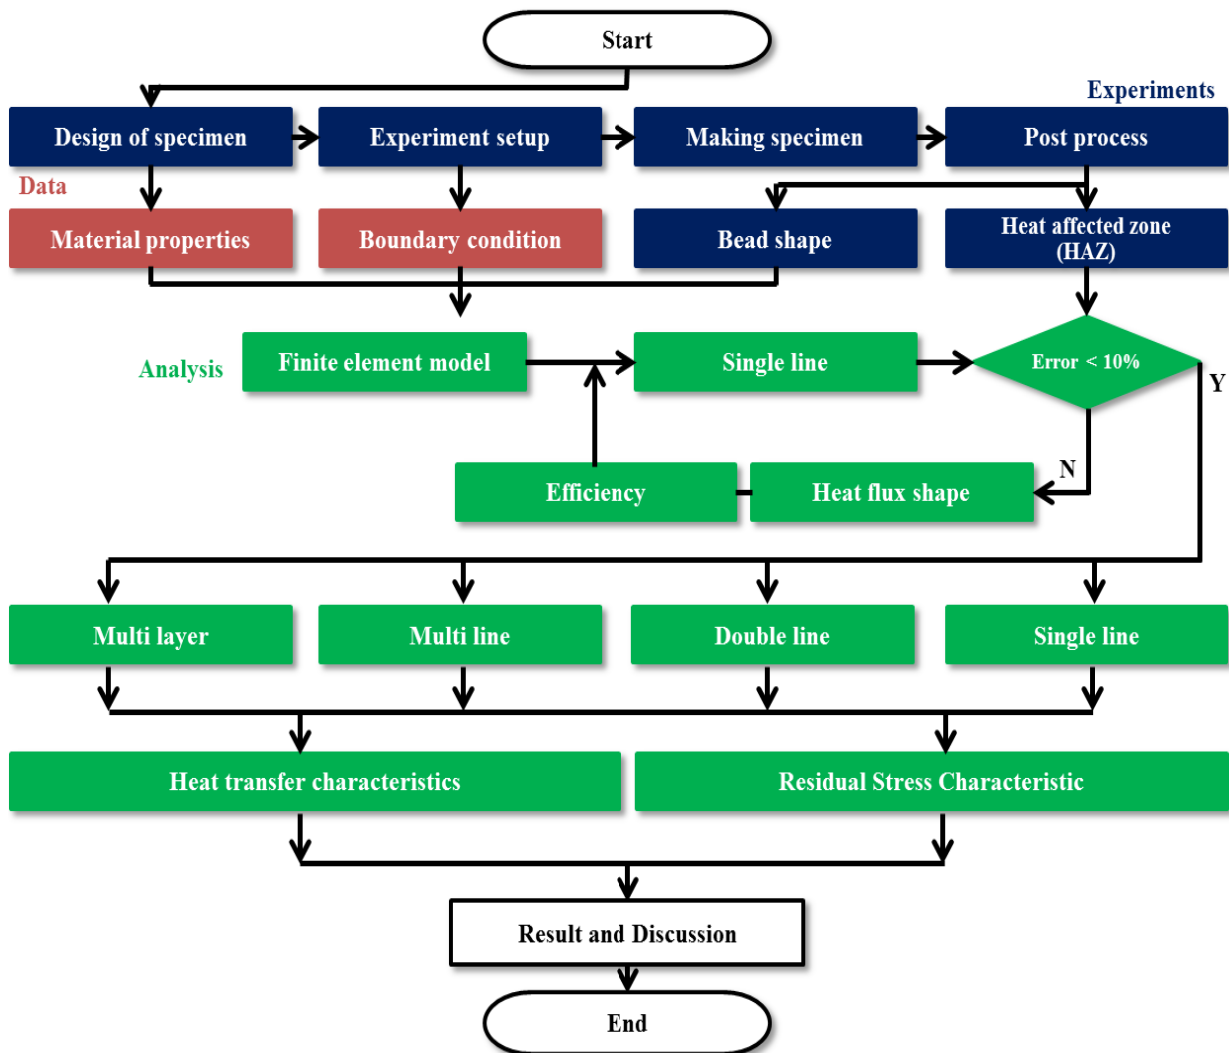 Start
Experiments
Design of specimen
Experiment setup
Making specimen
Post process
Data
Material properties
Boundary condition
Bead shape
Heat affected zone
(HAZ)
Analysis
Finite element model
Single line
Error < 10%
Y
N
Efficiency
Heat flux shape
Multi layer
Multi line
Double line
Single line
Heat transfer characteristics
Residual Stress Characteristic
Result and Discussion
End